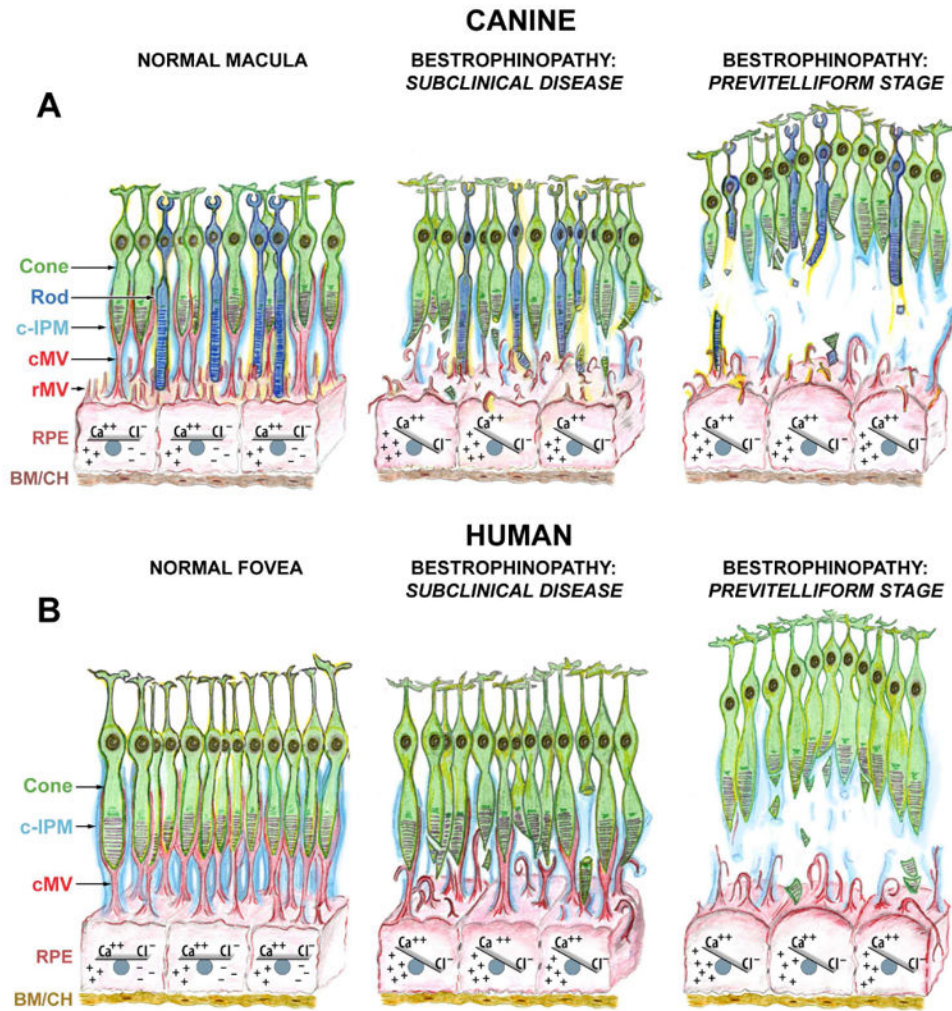 CANINE
NORMAL MACULA
BESTROPHINOPATHY:
SUBCLINICAL DISEASE
BESTROPHINOPATHY:
PREVITELLIFORM STAGE
A
Cone
Rod
c-IPM
cMV
rMV
RPE
BM/CH
Ca++ Cl- Ca++ Cl- Ca++ Cl-
Ca++ Cl- Ca++ Cl- Ca++ Cl-
Ca++ Cl- Ca++ Cl- Ca++ Cl-
HUMAN
NORMAL FOVEA
BESTROPHINOPATHY:
SUBCLINICAL DISEASE
BESTROPHINOPATHY:
PREVITELLIFORM STAGE
B
Cone
c-IPM
cMV
RPE
BM/CH
Ca++ Cl- Ca++ Cl- Ca++ Cl-
Ca++ Cl- Ca++ Cl- Ca++ Cl-
Ca++ Cl- Ca++ Cl- Ca++ Cl-